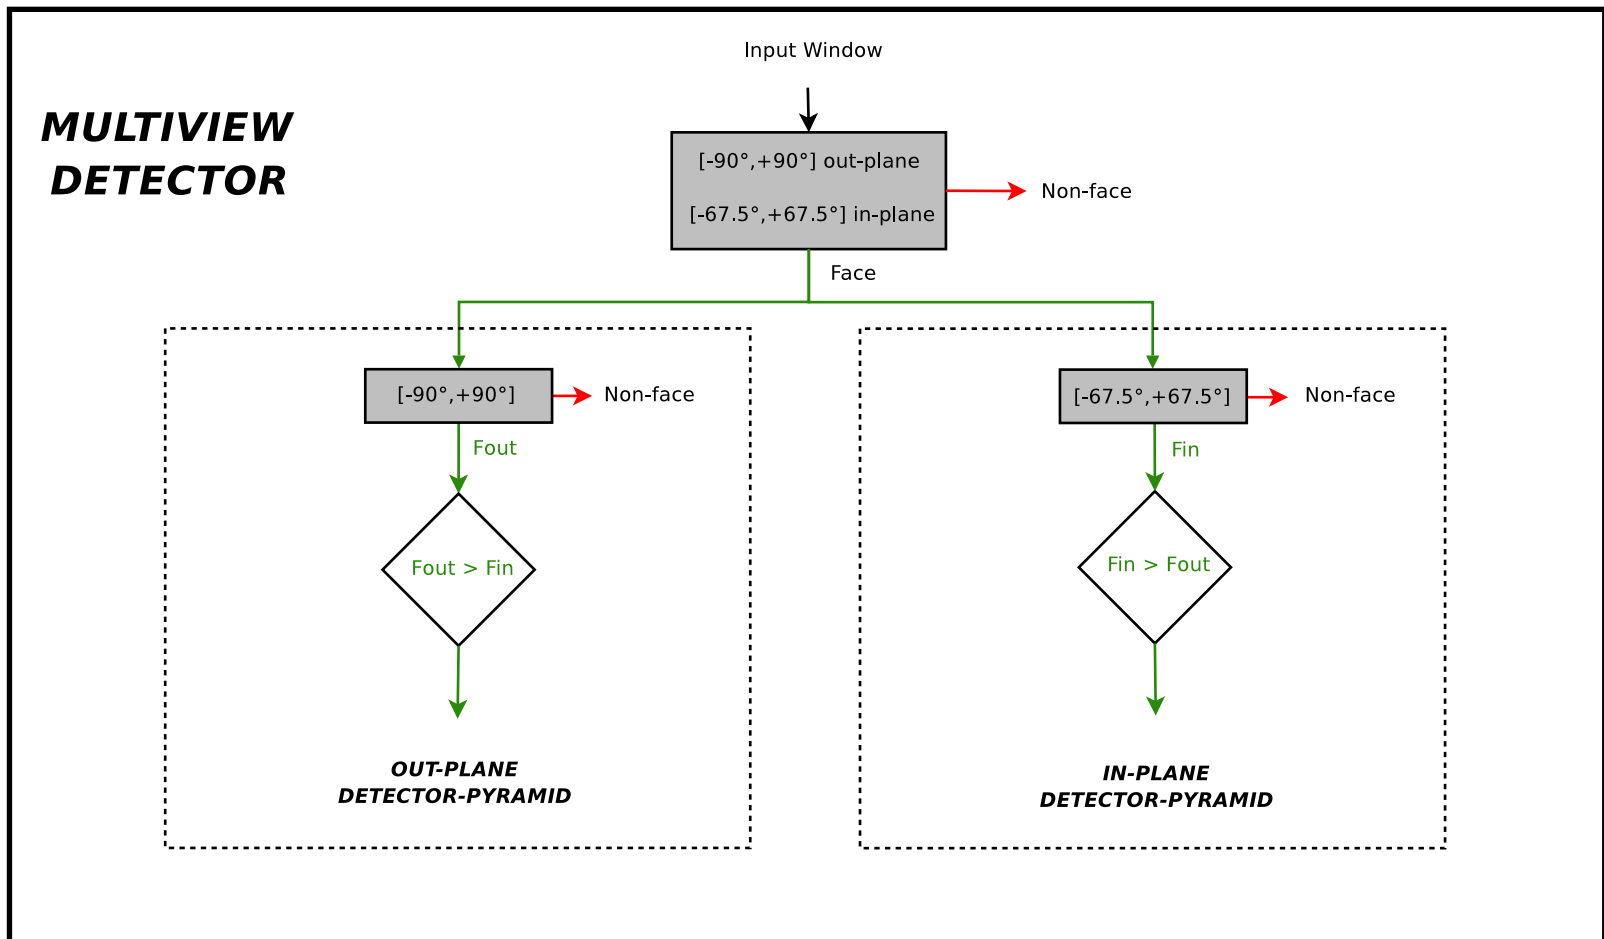 Input Window
MULTIVIEW
DETECTOR
[-90°,+90°] out-plane
[-67.5°,+67.5°] in-plane
Non-face
Face
[-90°,+90°]
Non-face
Fout
Fout > Fin
OUT-PLANE
DETECTOR-PYRAMID
[-67.5°,+67.5°]
Non-face
Fin
Fin > Fout
IN-PLANE
DETECTOR-PYRAMID